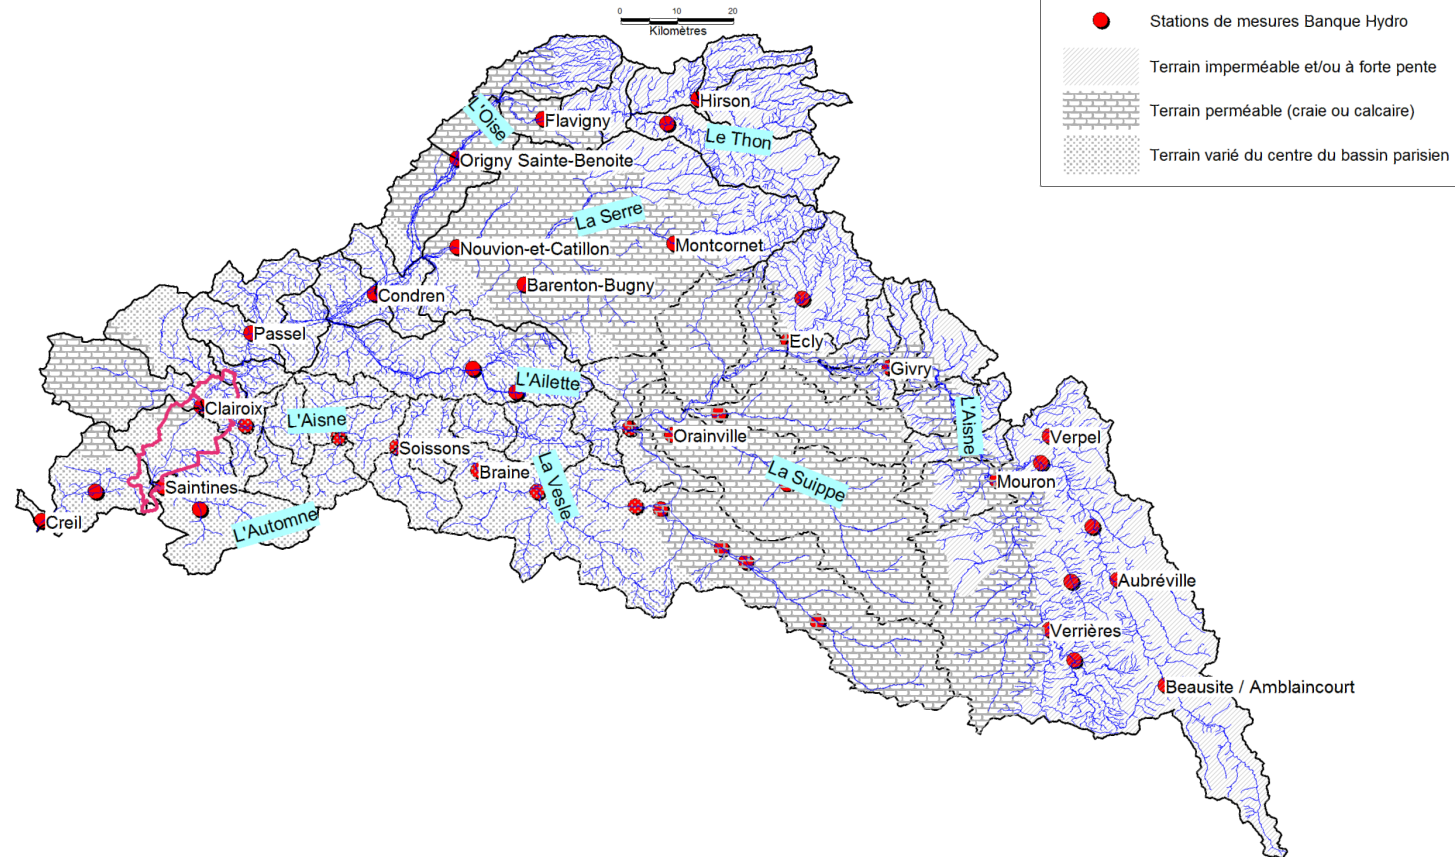 0 10 20
Kilomètres
Stations de mesures Banque Hydro
Terrain imperméable et/ou à forte pente
Terrain perméable (craie ou calcaire)
Terrain varié du centre du bassin parisien
Hirson
L'Oise
Flavigny
Le Thon
Origny Sainte-Benoite
La Serre
Nouvion-et-Catillon
Montcornet
Barenton-Bugny
Condren
Passel
Ecly
Givry
L'Ailette
Clairoix
L'Aisne
L'Aisne
Orainville
Verpel
Soissons
Braine
La Vesle
La Suippe
Mouron
Saintines
Creil
L'Automne
Aubréville
Verrières
Beausite / Amblaincourt